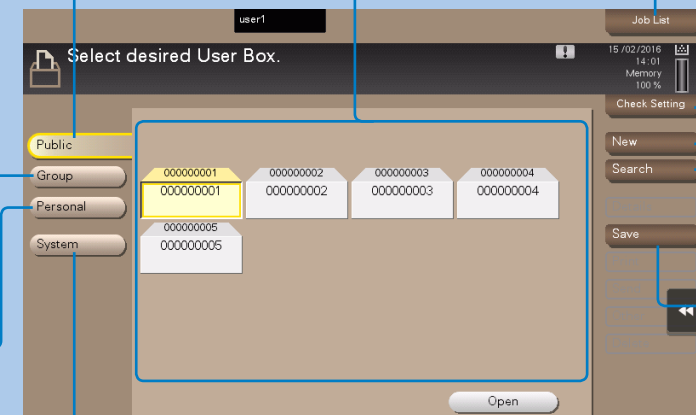 user1
Job List
Select desired User Box.
15 /02/2016
14:01
Memory
100 %
Check Setting
Public
New
Group
Search
000000001
000000002
000000003
000000004
000000001
000000002
000000003
000000004
Personal
000000005
Save
System
000000005
Open